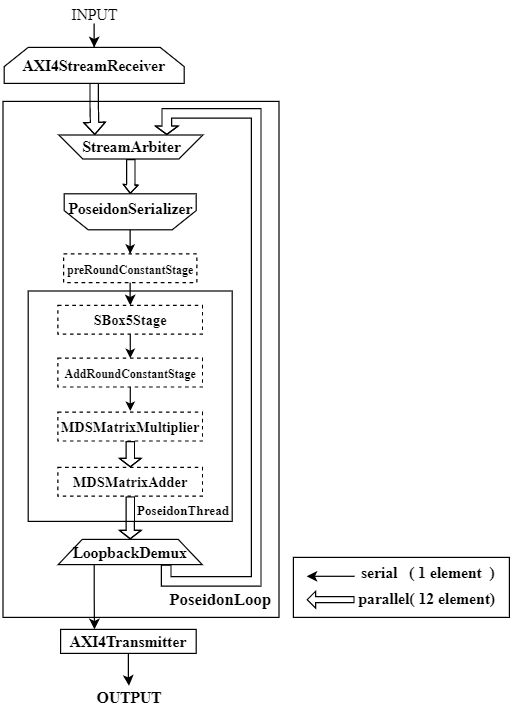 INPUT
AXI4StreamReceiver
StreamArbiter
PoseidonSerializer
preRoundConstantStage
SBox5Stage
AddRoundConstantStage
MDSMatrixMultiplier
MDSMatrixAdder
PoseidonThread
LoopbackDemux
PoseidonLoop
serial ( 1 element )
parallel( 12 element)
AXI4Transmitter
OUTPUT